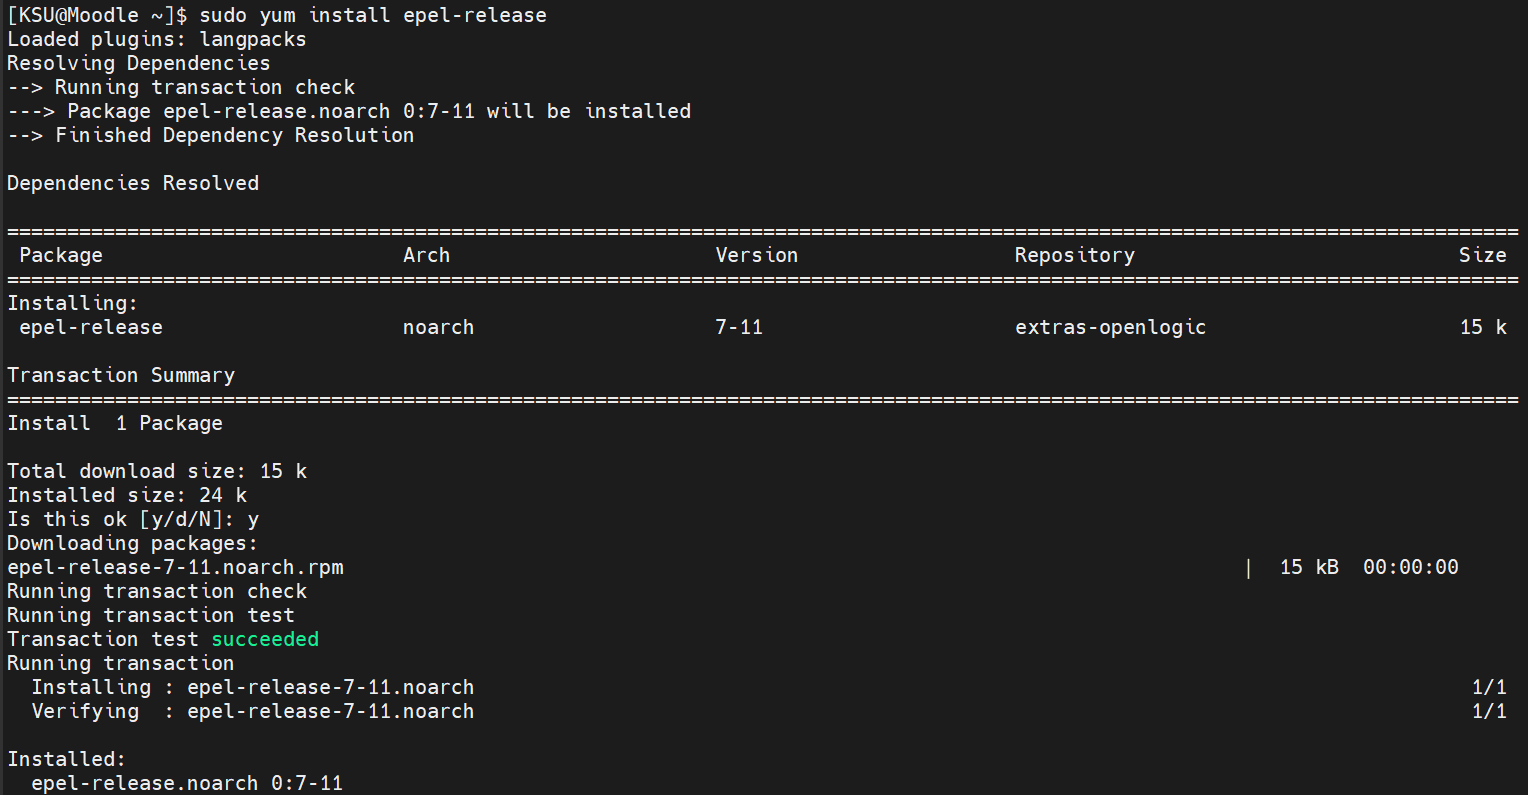 [KSU@Moodle ~]$ sudo yum install epel-release
Loaded plugins: langpacks
Resolving Dependencies
--> Running transaction check
---> Package epel-release.noarch 0:7-11 will be installed
--> Finished Dependency Resolution

Dependencies Resolved

================================================================================================================================
 Package                         Arch                      Version                  Repository                           Size
================================================================================================================================
Installing:
 epel-release                    noarch                    7-11                     extras-openlogic                     15 k

Transaction Summary
================================================================================================================================
Install  1 Package

Total download size: 15 k
Installed size: 24 k
Is this ok [y/d/N]: y
Downloading packages:
epel-release-7-11.noarch.rpm                                                                           |  15 kB  00:00:00
Running transaction check
Running transaction test
Transaction test succeeded
Running transaction
  Installing : epel-release-7-11.noarch                                                                                   1/1
  Verifying  : epel-release-7-11.noarch                                                                                   1/1

Installed:
  epel-release.noarch 0:7-11